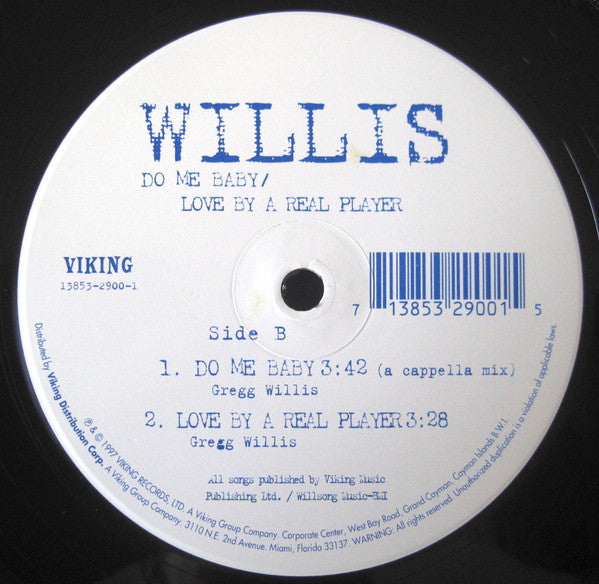 WILLIS
DO ME BABY/
LOVE BY A REAL PLAYER
VIKING
13853-2900-1
7 13853 29001 5
Side B
1. DO ME BABY 3:42 (a cappella mix)
Gregg Willis
2. LOVE BY A REAL PLAYER 3:28
Gregg Willis
All songs published by Viking Music
Publishing Ltd. / Willsong Music-BMI
Distributed by Viking Distribution Corp. A Viking Group Company. 3110 N.E. 2nd Avenue. Miami, Florida 33137
℗ & © 1997 VIKING RECORDS, LTD. A Viking Group Company. Corporate Center, West Bay Road, Grand Cayman, Cayman Islands B.W.I.
WARNING: All rights reserved. Unauthorized duplication is a violation of applicable laws.